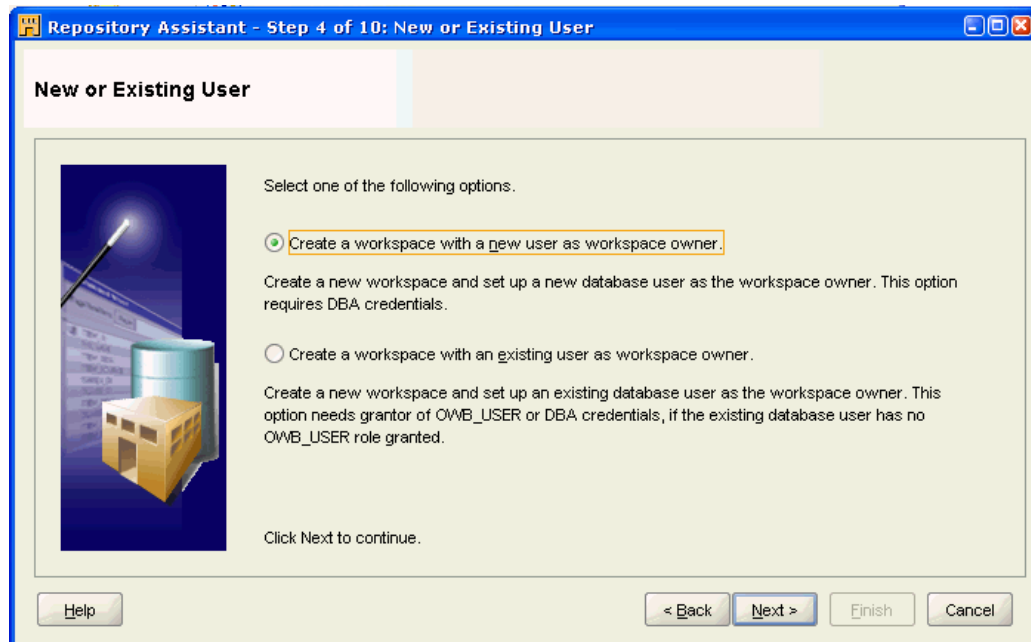 Repository Assistant - Step 4 of 10: New or Existing User
New or Existing User
Select one of the following options.
Create a workspace with a new user as workspace owner.
Create a new workspace and set up a new database user as the workspace owner. This option
requires DBA credentials.
Create a workspace with an existing user as workspace owner.
Create a new workspace and set up an existing database user as the workspace owner. This
option needs grantor of OWB_USER or DBA credentials, if the existing database user has no
OWB_USER role granted.
Click Next to continue.
Help
< Back
Next >
Finish
Cancel